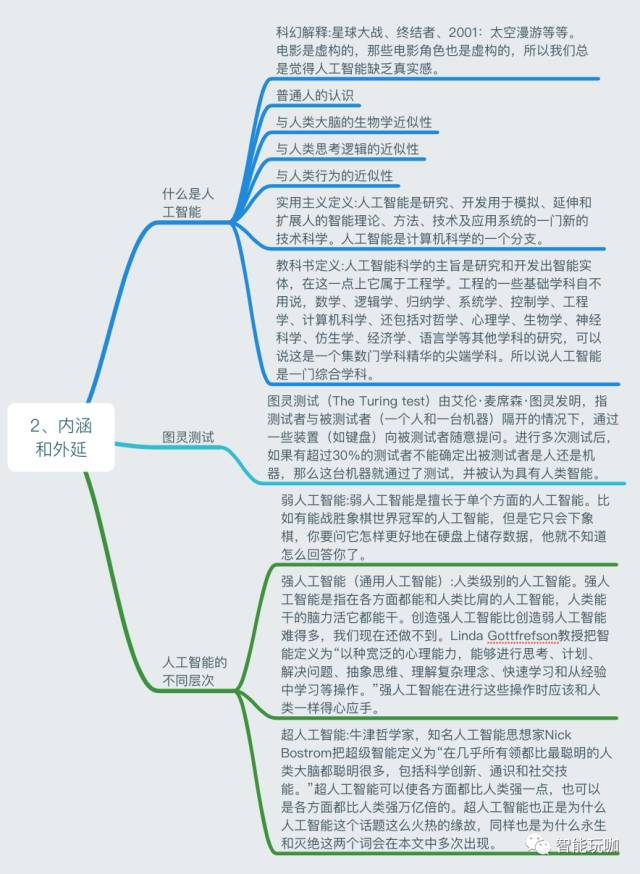 科幻解释:星球大战、终结者、2001：太空漫游等等。
电影是虚构的，那些电影角色也是虚构的，所以我们总
是觉得人工智能缺乏真实感。
普通人的认识
与人类大脑的生物学近似性
与人类思考逻辑的近似性
与人类行为的近似性
什么是人
工智能
实用主义定义:人工智能是研究、开发用于模拟、延伸和
扩展人的智能理论、方法、技术及应用系统的一门新的
技术科学。人工智能是计算机科学的一个分支。
教科书定义:人工智能科学的主旨是研究和开发出智能实
体，在这一点上它属于工程学。工程的一些基础学科自不
用说，数学、逻辑学、归纳学、系统学、控制学、工程
学、计算机科学、还包括对哲学、心理学、生物学、神经
科学、仿生学、经济学、语言学等其他学科的研究，可以
说这是一个集数门学科精华的尖端学科。所以说人工智能
是一门综合学科。
2、内涵
和外延
图灵测试
图灵测试（The Turing test）由艾伦·麦席森·图灵发明，指
测试者与被测试者（一个人和一台机器）隔开的情况下，通过
一些装置（如键盘）向被测试者随意提问。进行多次测试后，
如果有超过30%的测试者不能确定出被测试者是人还是机
器，那么这台机器就通过了测试，并被认为具有人类智能。
弱人工智能:弱人工智能是擅长于单个方面的人工智能。比
如有能战胜象棋世界冠军的人工智能，但是它只会下象
棋，你要问它怎样更好地在硬盘上储存数据，他就不知道
怎么回答你了。
人工智能的
不同层次
强人工智能（通用人工智能）:人类级别的人工智能。强人
工智能是指在各方面都能和人类比肩的人工智能，人类能
干的脑力活它都能干。创造强人工智能比创造弱人工智能
难得多，我们现在还做不到。Linda Gottfrefson教授把智
能定义为“以种宽泛的心理能力，能够进行思考、计划、
解决问题、抽象思维、理解复杂理念、快速学习和从经验
中学习等操作。”强人工智能在进行这些操作时应该和人
类一样得心应手。
超人工智能:牛津哲学家，知名人工智能思想家Nick
Bostrom把超级智能定义为“在几乎所有领都比最聪明的人
类大脑都聪明很多，包括科学创新、通识和社交技
能。”超人工智能可以使各方面都比人类强一点，也可以
是各方面都比人类强万亿倍的。超人工智能也正是为什么
人工智能这个话题这么火热的缘故，同样也是为什么永生
和灭绝这两个词会在本文中多次出现。
智能玩咖